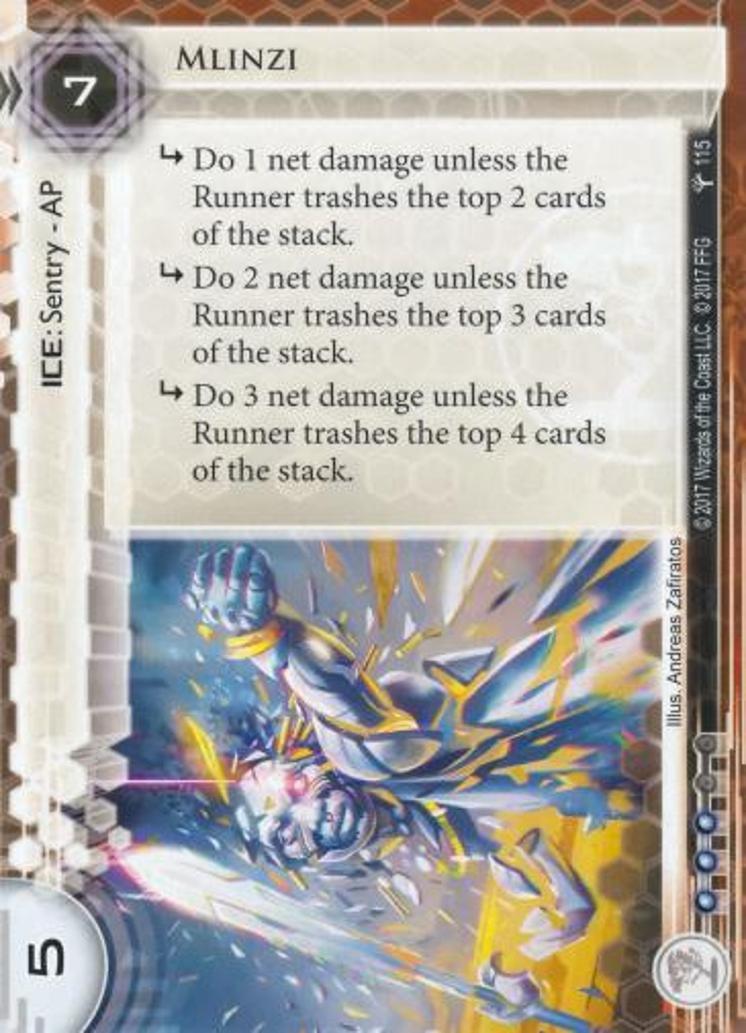 7
MLINZI
↳ Do 1 net damage unless the
Runner trashes the top 2 cards
of the stack.
↳ Do 2 net damage unless the
Runner trashes the top 3 cards
of the stack.
↳ Do 3 net damage unless the
Runner trashes the top 4 cards
of the stack.
ICE: Sentry - AP
5
Illus. Andreas Zafiratos
© 2017 Wizards of the Coast LLC. © 2017 FFG
115